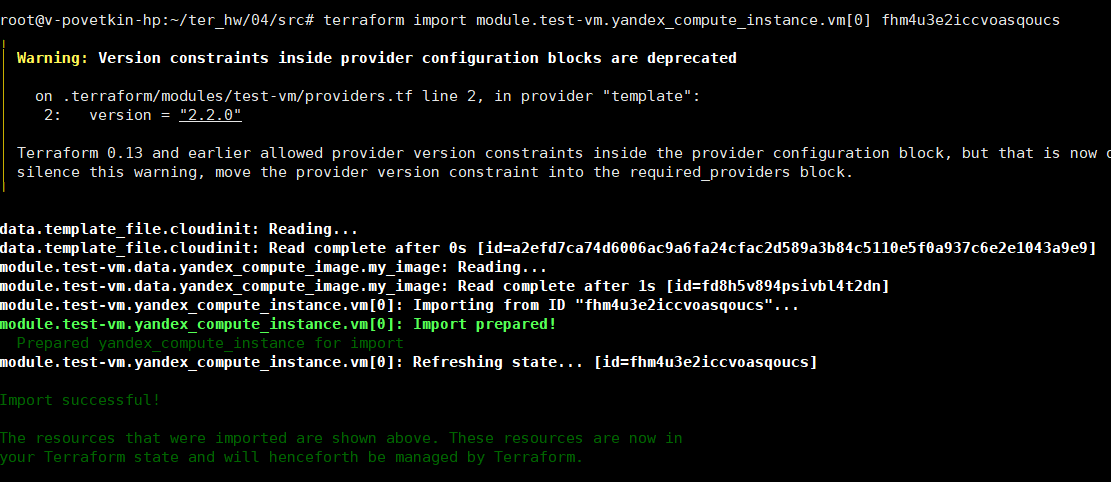 root@v-povetkin-hp:~/ter_hw/04/src# terraform import module.test-vm.yandex_compute_instance.vm[0] fhm4u3e2iccvoasqoucs
Warning: Version constraints inside provider configuration blocks are deprecated
on .terraform/modules/test-vm/providers.tf line 2, in provider "template":
2: version = "2.2.0"
Terraform 0.13 and earlier allowed provider version constraints inside the provider configuration block, but that is now
silence this warning, move the provider version constraint into the required_providers block.
data.template_file.cloudinit: Reading...
data.template_file.cloudinit: Read complete after 0s [id=a2efd7ca74d6006ac9a6fa24cfac2d589a3b84c5110e5f0a937c6e2e1043a9e9]
module.test-vm.data.yandex_compute_image.my_image: Reading...
module.test-vm.data.yandex_compute_image.my_image: Read complete after 1s [id=fd8h5v894psivbl4t2dn]
module.test-vm.yandex_compute_instance.vm[0]: Importing from ID "fhm4u3e2iccvoasqoucs"...
module.test-vm.yandex_compute_instance.vm[0]: Import prepared!
Prepared yandex_compute_instance for import
module.test-vm.yandex_compute_instance.vm[0]: Refreshing state... [id=fhm4u3e2iccvoasqoucs]
Import successful!
The resources that were imported are shown above. These resources are now in
your Terraform state and will henceforth be managed by Terraform.